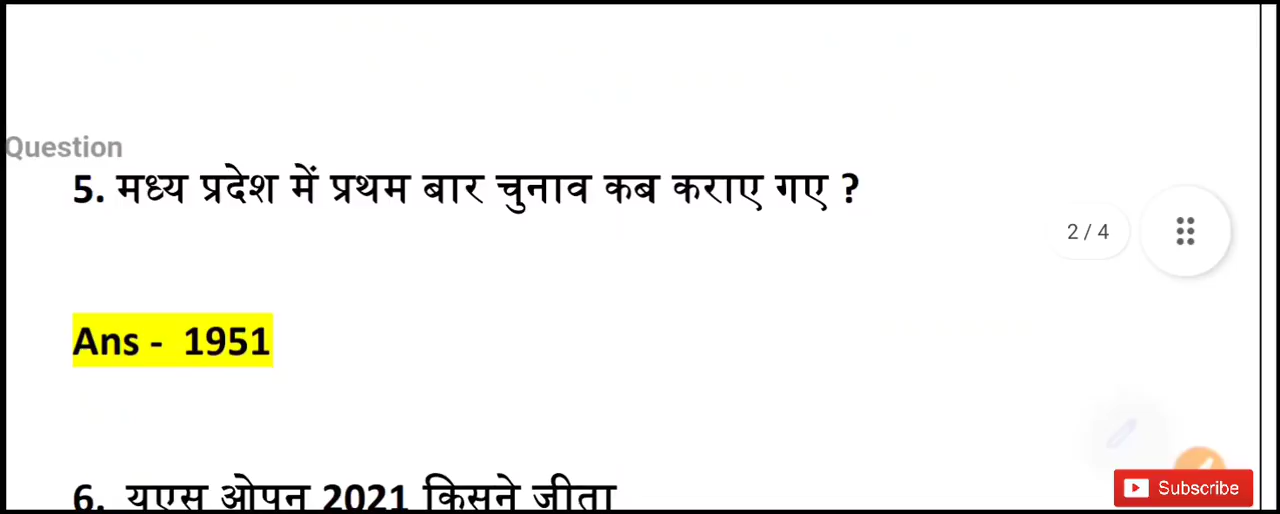 Question
5. मध्य प्रदेश में प्रथम बार चुनाव कब कराए गए ?
2 / 4
Ans - 1951
6. यूएस ओपन 2021 किसने जीता
Subscribe